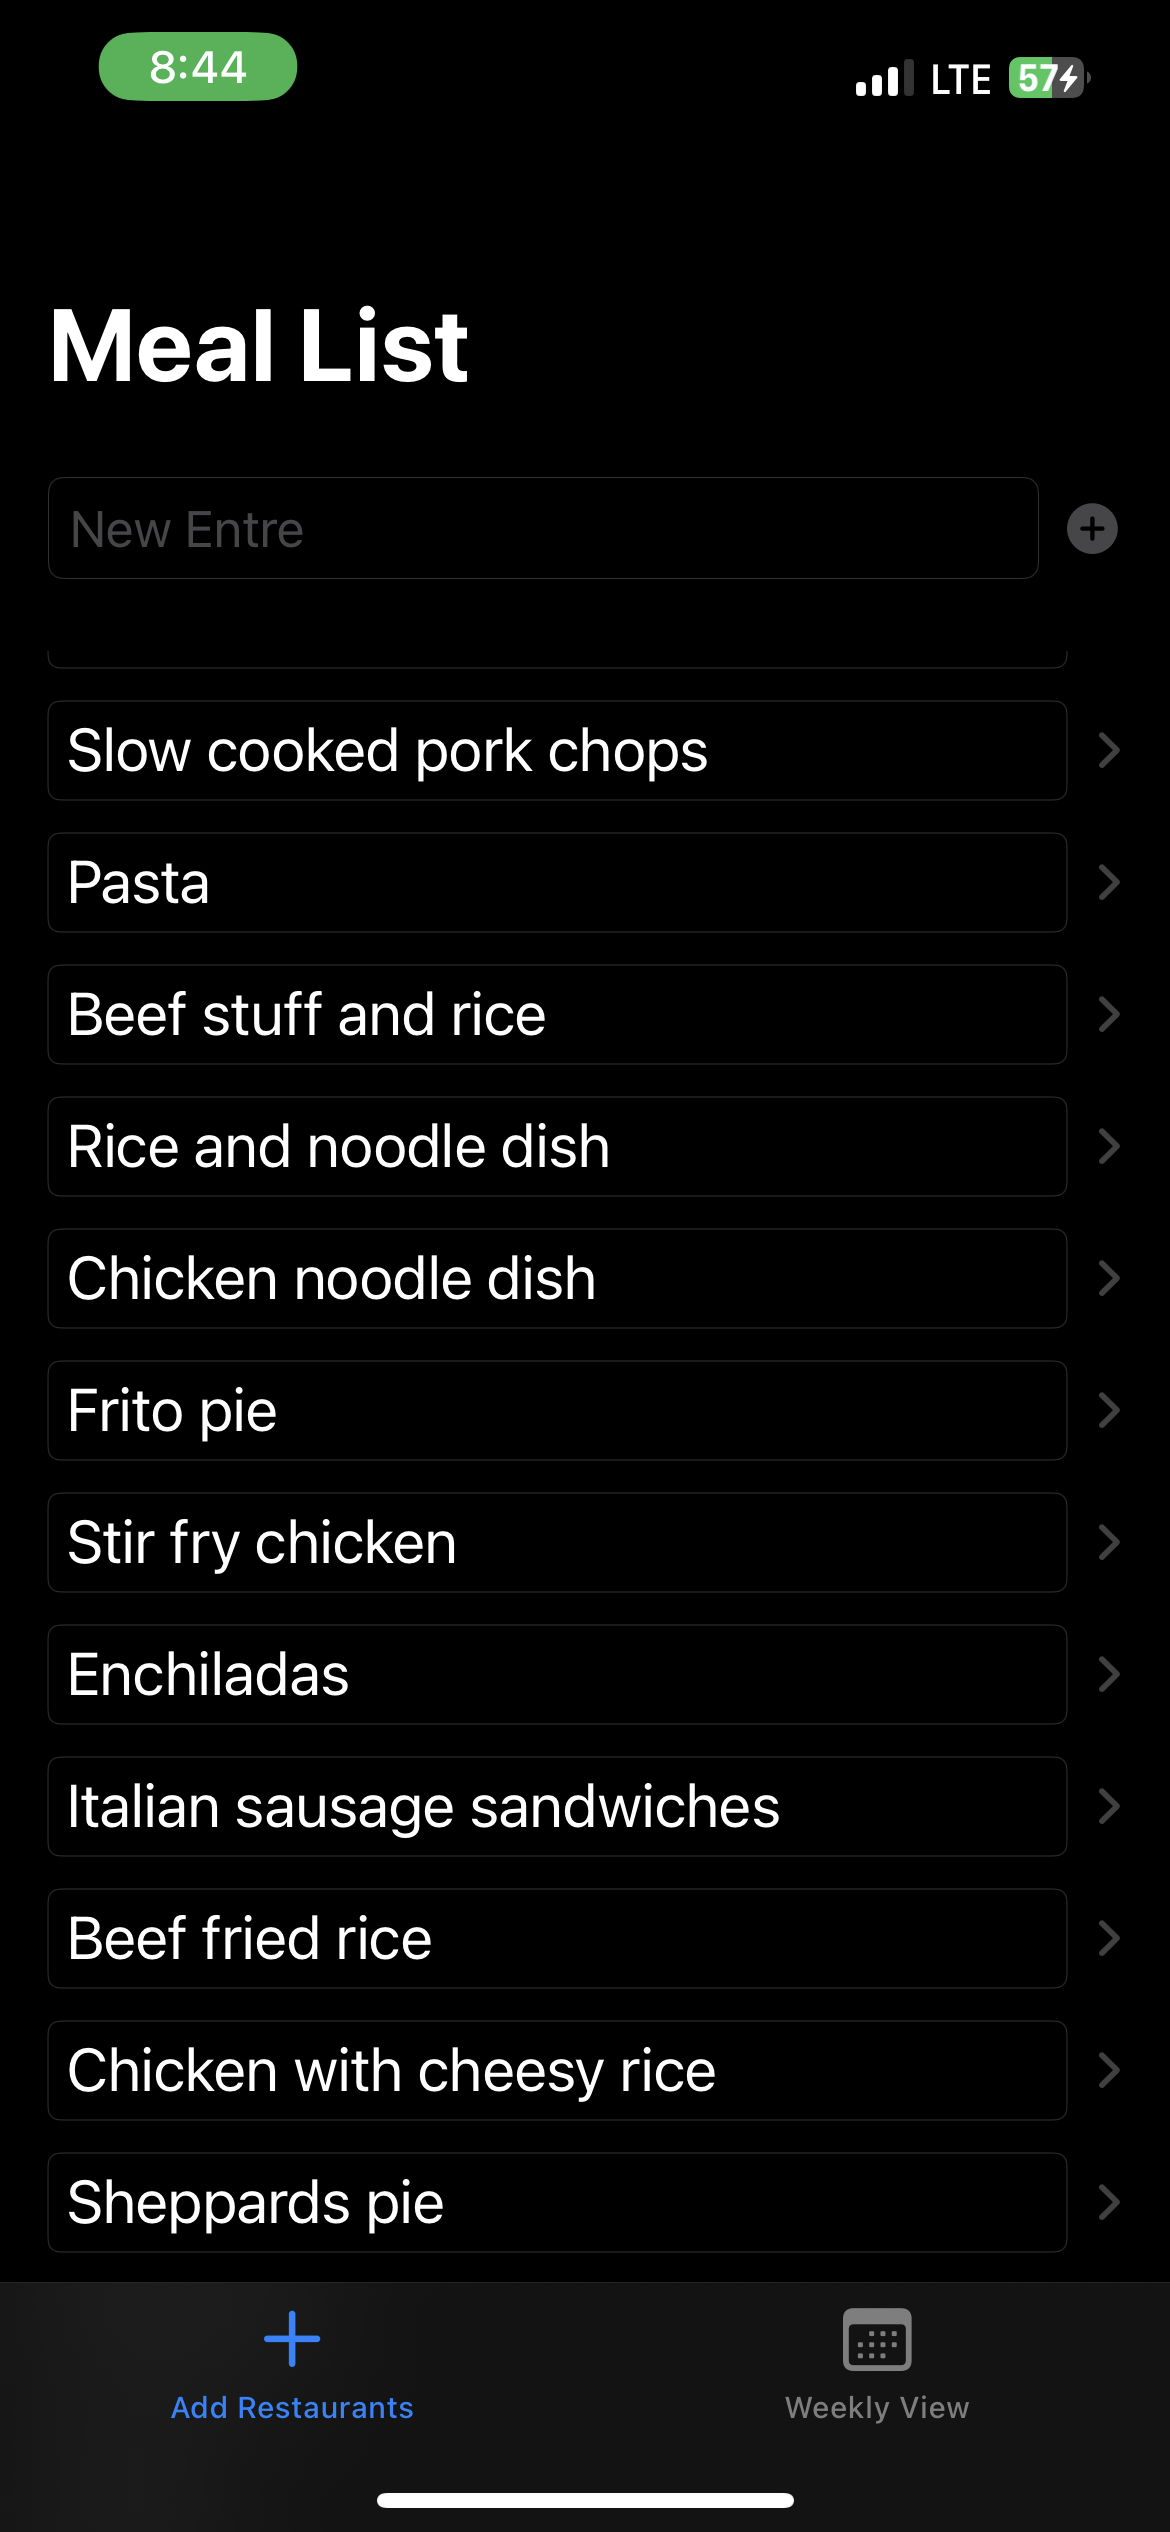 8:44
LTE
57
Meal List
New Entre
Slow cooked pork chops
Pasta
Beef stuff and rice
Rice and noodle dish
Chicken noodle dish
Frito pie
Stir fry chicken
Enchiladas
Italian sausage sandwiches
Beef fried rice
Chicken with cheesy rice
Sheppards pie
Add Restaurants
Weekly View